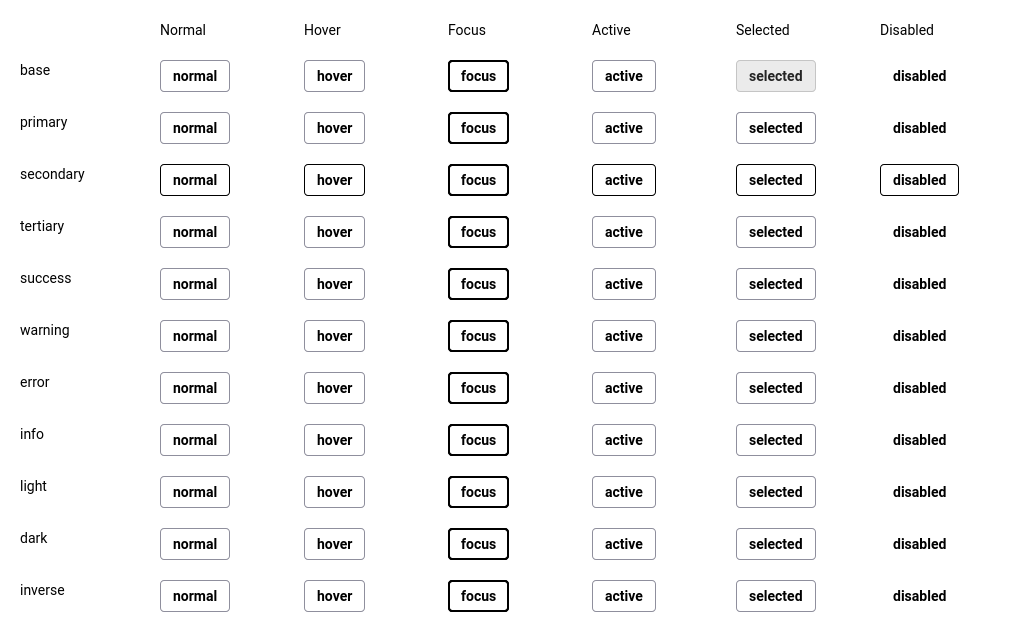 Normal Hover Focus Active Selected Disabled
base normal hover focus active selected disabled
primary normal hover focus active selected disabled
secondary normal hover focus active selected disabled
tertiary normal hover focus active selected disabled
success normal hover focus active selected disabled
warning normal hover focus active selected disabled
error normal hover focus active selected disabled
info normal hover focus active selected disabled
light normal hover focus active selected disabled
dark normal hover focus active selected disabled
inverse normal hover focus active selected disabled